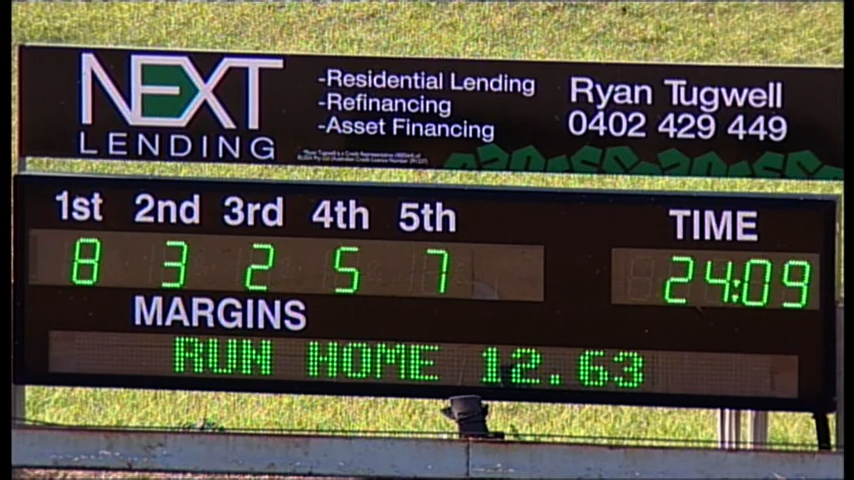 NEXT
LENDING
-Residential Lending
-Refinancing
-Asset Financing
Ryan Tugwell
0402 429 449
1st 2nd 3rd 4th 5th
8 3 2 5 7
TIME
24:09
MARGINS
RUN HOME 12.63